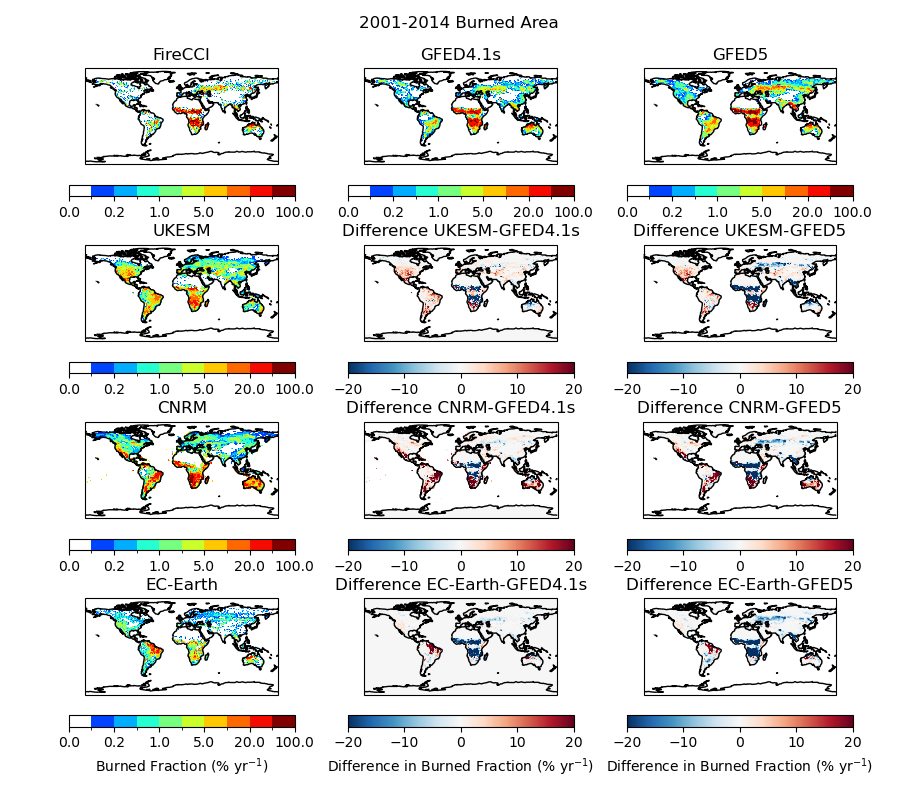 2001-2014 Burned Area
FireCCI GFED4.1s GFED5
0.0 0.2 1.0 5.0 20.0 100.0 0.0 0.2 1.0 5.0 20.0 100.0 0.0 0.2 1.0 5.0 20.0 100.0
UKESM Difference UKESM-GFED4.1s Difference UKESM-GFED5
0.0 0.2 1.0 5.0 20.0 100.0 −20 −10 0 10 20 −20 −10 0 10 20
CNRM Difference CNRM-GFED4.1s Difference CNRM-GFED5
0.0 0.2 1.0 5.0 20.0 100.0 −20 −10 0 10 20 −20 −10 0 10 20
EC-Earth Difference EC-Earth-GFED4.1s Difference EC-Earth-GFED5
0.0 0.2 1.0 5.0 20.0 100.0 −20 −10 0 10 20 −20 −10 0 10 20
Burned Fraction (% yr⁻¹) Difference in Burned Fraction (% yr⁻¹) Difference in Burned Fraction (% yr⁻¹)